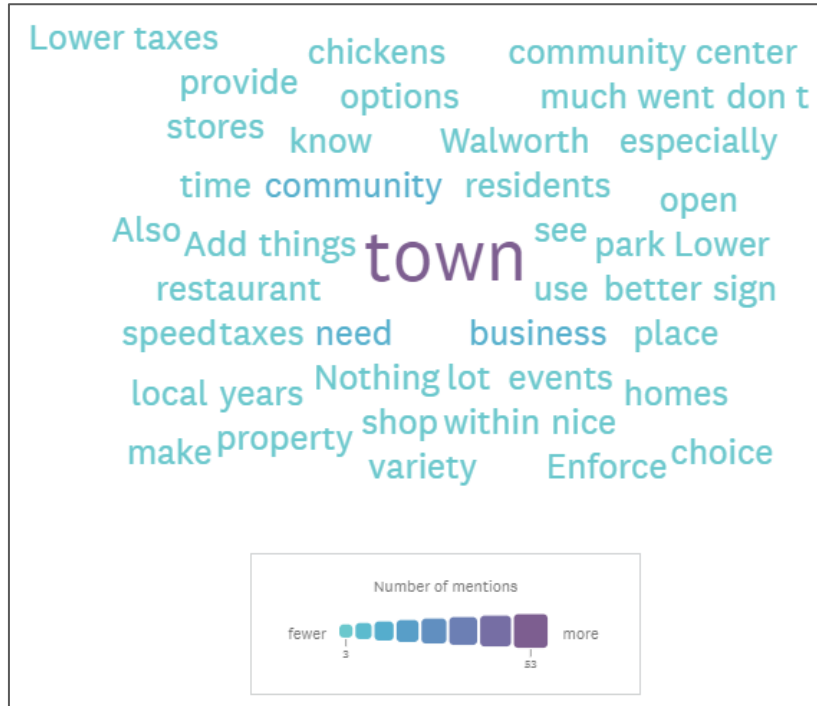 Lower taxes
chickens community center
provide
options much went don t
stores
know Walworth especially
time community residents
open
Also Add things town see park Lower
restaurant use better sign
speed taxes need business place
local years Nothing lot events homes
make property shop within nice
variety Enforce choice
Number of mentions
fewer more
3 53